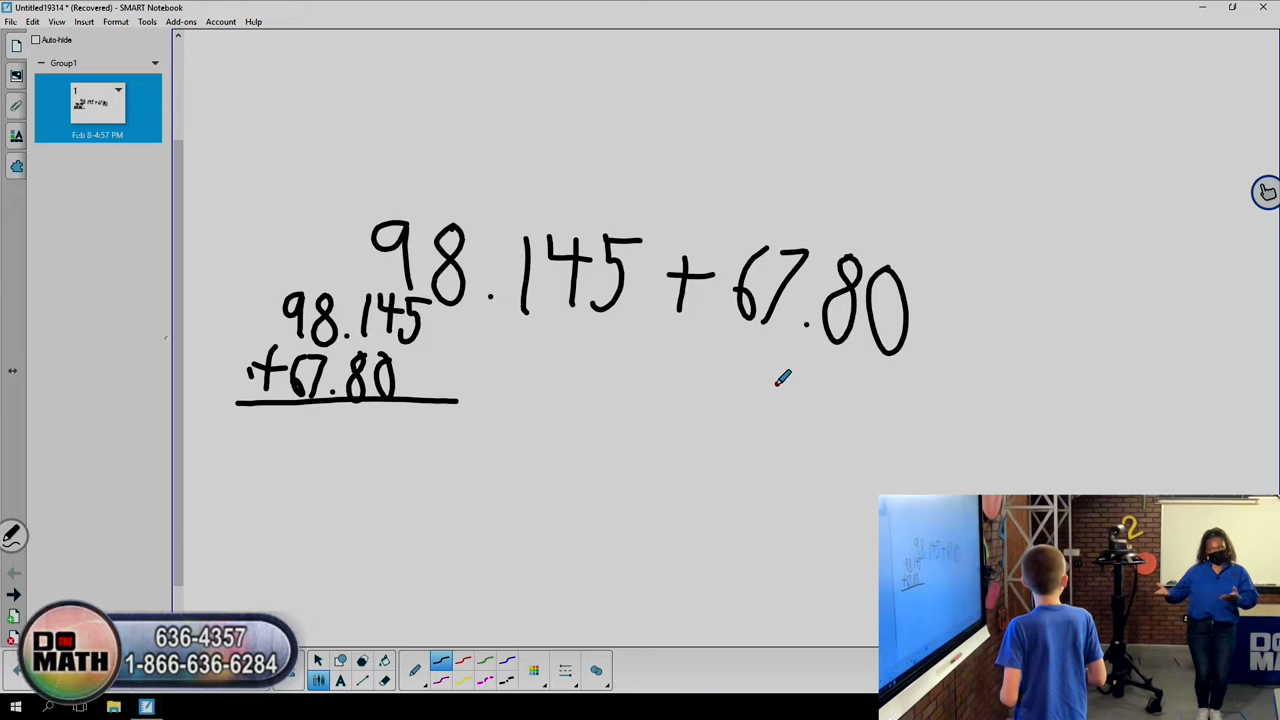 Untitled19314 * (Recovered) - SMART Notebook
File Edit View Insert Format Tools Add-ons Account Help
Auto-hide
Group1
1
Feb 8-4:57 PM
98.145 + 67.80
98.145
+67.80
DO THE MATH
636-4357
1-866-636-6284
2